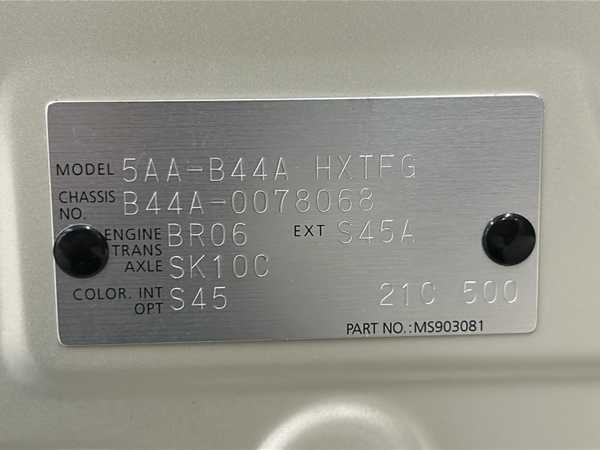 MODEL 5AA-B44A HXTFG
CHASSIS NO. B44A-0078068
ENGINE BR06 EXT S45A
TRANS AXLE SK10C
COLOR. INT OPT S45 21C 500
PART NO.:MS903081